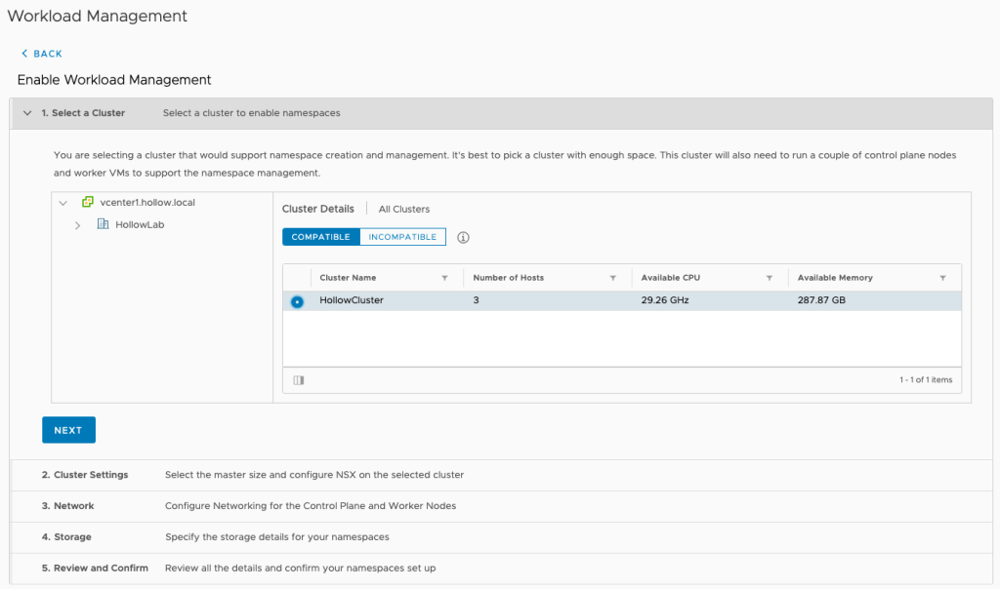 Workload Management
BACK
Enable Workload Management
1. Select a Cluster Select a cluster to enable namespaces
You are selecting a cluster that would support namespace creation and management. It's best to pick a cluster with enough space. This cluster will also need to run a couple of control plane nodes
and worker VMs to support the namespace management.
vcenter1.hollow.local
HollowLab
Cluster Details All Clusters
COMPATIBLE INCOMPATIBLE
Cluster Name Number of Hosts Available CPU Available Memory
HollowCluster 3 29.26 GHz 287.87 GB
1 - 1 of 1 items
NEXT
2. Cluster Settings Select the master size and configure NSX on the selected cluster
3. Network Configure Networking for the Control Plane and Worker Nodes
4. Storage Specify the storage details for your namespaces
5. Review and Confirm Review all the details and confirm your namespaces set up